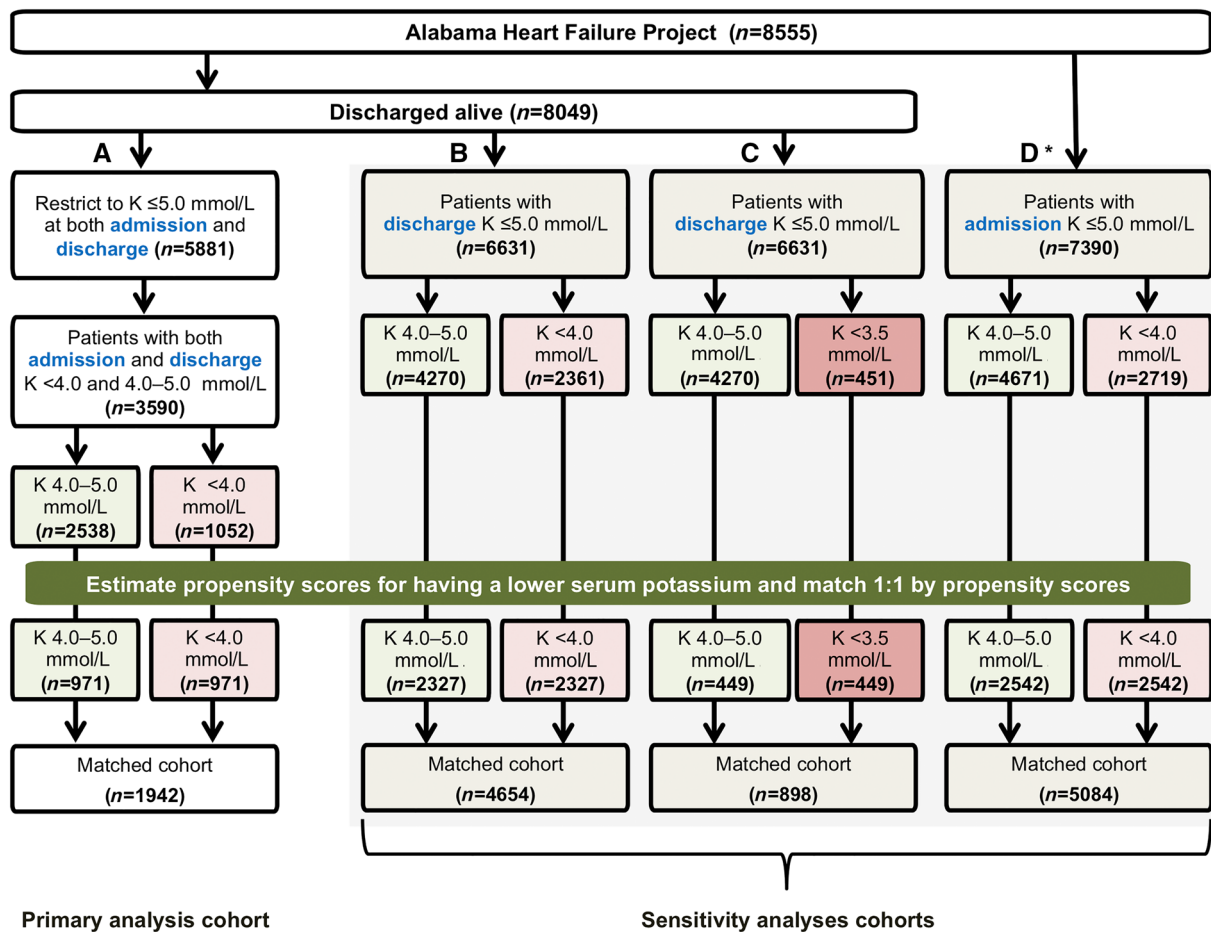 Alabama Heart Failure Project (n=8555)
Discharged alive (n=8049)
A
B
C
D *
Restrict to K ≤5.0 mmol/L
at both admission and
discharge (n=5881)
Patients with
discharge K ≤5.0 mmol/L
(n=6631)
Patients with
discharge K ≤5.0 mmol/L
(n=6631)
Patients with
admission K ≤5.0 mmol/L
(n=7390)
Patients with both
admission and discharge
K <4.0 and 4.0–5.0 mmol/L
(n=3590)
K 4.0–5.0
mmol/L
(n=4270)
K <4.0
mmol/L
(n=2361)
K 4.0–5.0
mmol/L
(n=4270)
K <3.5
mmol/L
(n=451)
K 4.0–5.0
mmol/L
(n=4671)
K <4.0
mmol/L
(n=2719)
K 4.0–5.0
mmol/L
(n=2538)
K <4.0
mmol/L
(n=1052)
Estimate propensity scores for having a lower serum potassium and match 1:1 by propensity scores
K 4.0–5.0
mmol/L
(n=971)
K <4.0
mmol/L
(n=971)
K 4.0–5.0
mmol/L
(n=2327)
K <4.0
mmol/L
(n=2327)
K 4.0–5.0
mmol/L
(n=449)
K <3.5
mmol/L
(n=449)
K 4.0–5.0
mmol/L
(n=2542)
K <4.0
mmol/L
(n=2542)
Matched cohort
(n=1942)
Matched cohort
(n=4654)
Matched cohort
(n=898)
Matched cohort
(n=5084)
Primary analysis cohort
Sensitivity analyses cohorts